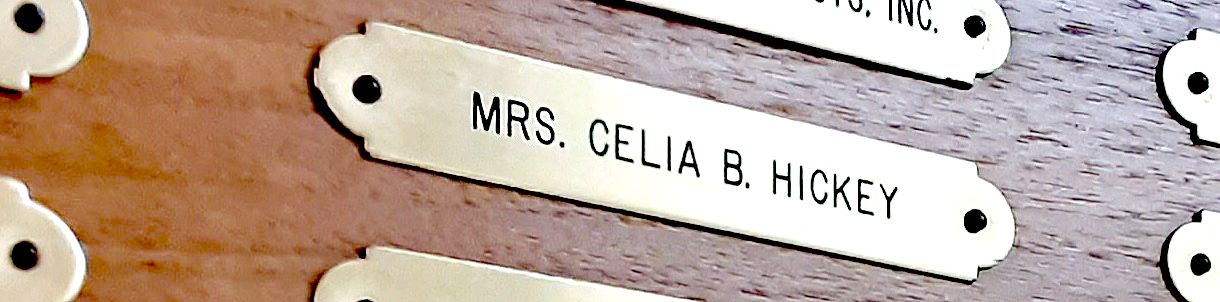 INC.
MRS. CELIA B. HICKEY